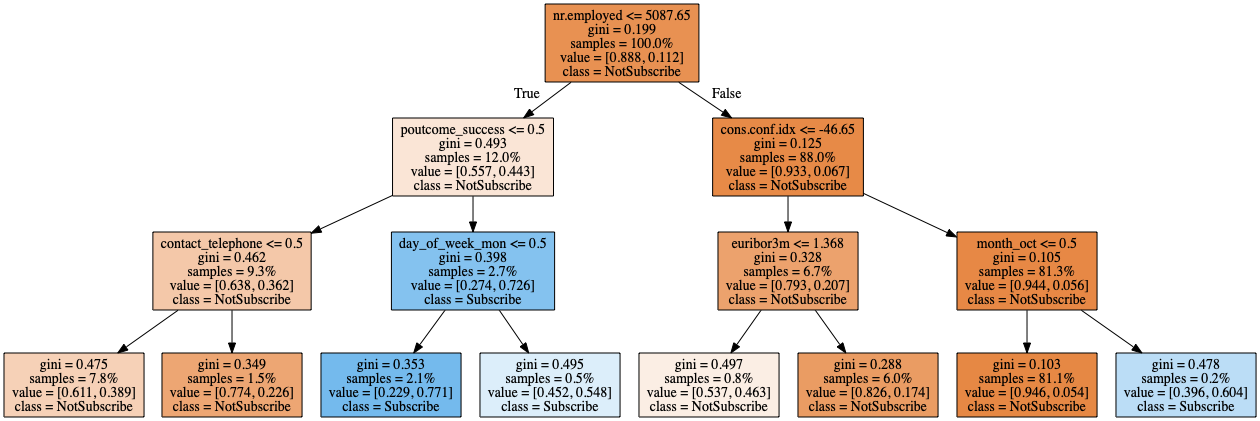 nr.employed <= 5087.65
gini = 0.199
samples = 100.0%
value = [0.888, 0.112]
class = NotSubscribe
True
False
poutcome_success <= 0.5
gini = 0.493
samples = 12.0%
value = [0.557, 0.443]
class = NotSubscribe
cons.conf.idx <= -46.65
gini = 0.125
samples = 88.0%
value = [0.933, 0.067]
class = NotSubscribe
contact_telephone <= 0.5
gini = 0.462
samples = 9.3%
value = [0.638, 0.362]
class = NotSubscribe
day_of_week_mon <= 0.5
gini = 0.398
samples = 2.7%
value = [0.274, 0.726]
class = Subscribe
euribor3m <= 1.368
gini = 0.328
samples = 6.7%
value = [0.793, 0.207]
class = NotSubscribe
month_oct <= 0.5
gini = 0.105
samples = 81.3%
value = [0.944, 0.056]
class = NotSubscribe
gini = 0.475
samples = 7.8%
value = [0.611, 0.389]
class = NotSubscribe
gini = 0.349
samples = 1.5%
value = [0.774, 0.226]
class = NotSubscribe
gini = 0.353
samples = 2.1%
value = [0.229, 0.771]
class = Subscribe
gini = 0.495
samples = 0.5%
value = [0.452, 0.548]
class = Subscribe
gini = 0.497
samples = 0.8%
value = [0.537, 0.463]
class = NotSubscribe
gini = 0.288
samples = 6.0%
value = [0.826, 0.174]
class = NotSubscribe
gini = 0.103
samples = 81.1%
value = [0.946, 0.054]
class = NotSubscribe
gini = 0.478
samples = 0.2%
value = [0.396, 0.604]
class = Subscribe